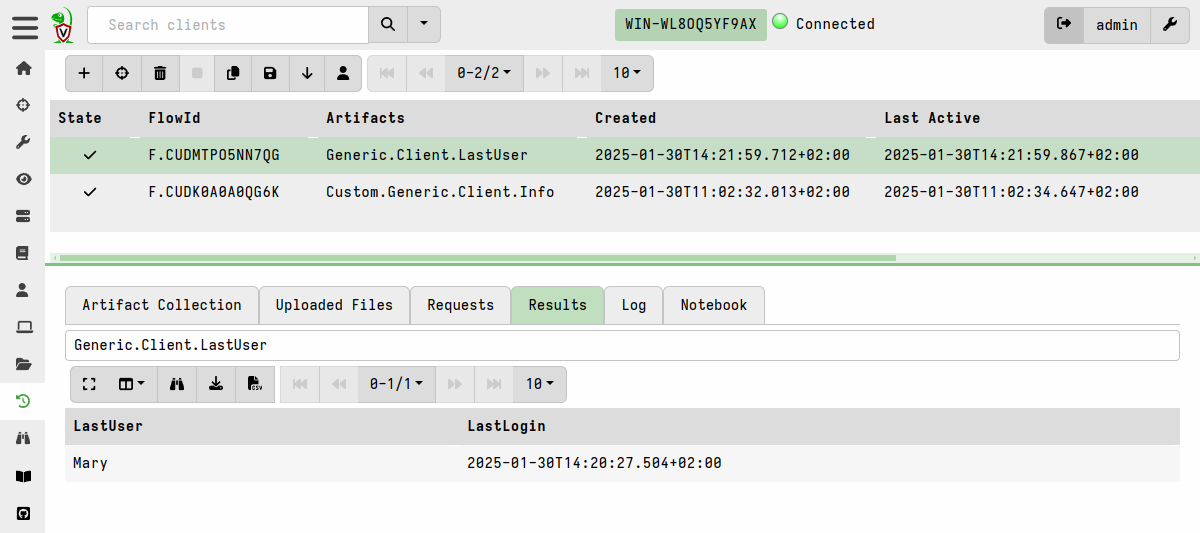 Search clients WIN-WL8OQ5YF9AX Connected admin
0-2/2 10
State FlowId Artifacts Created Last Active
F.CUDMTPO5NN7QG Generic.Client.LastUser 2025-01-30T14:21:59.712+02:00 2025-01-30T14:21:59.867+02:00
F.CUDK0A0A0QG6K Custom.Generic.Client.Info 2025-01-30T11:02:32.013+02:00 2025-01-30T11:02:34.647+02:00
Artifact Collection Uploaded Files Requests Results Log Notebook
Generic.Client.LastUser
CSV 0-1/1 10
LastUser LastLogin
Mary 2025-01-30T14:20:27.504+02:00